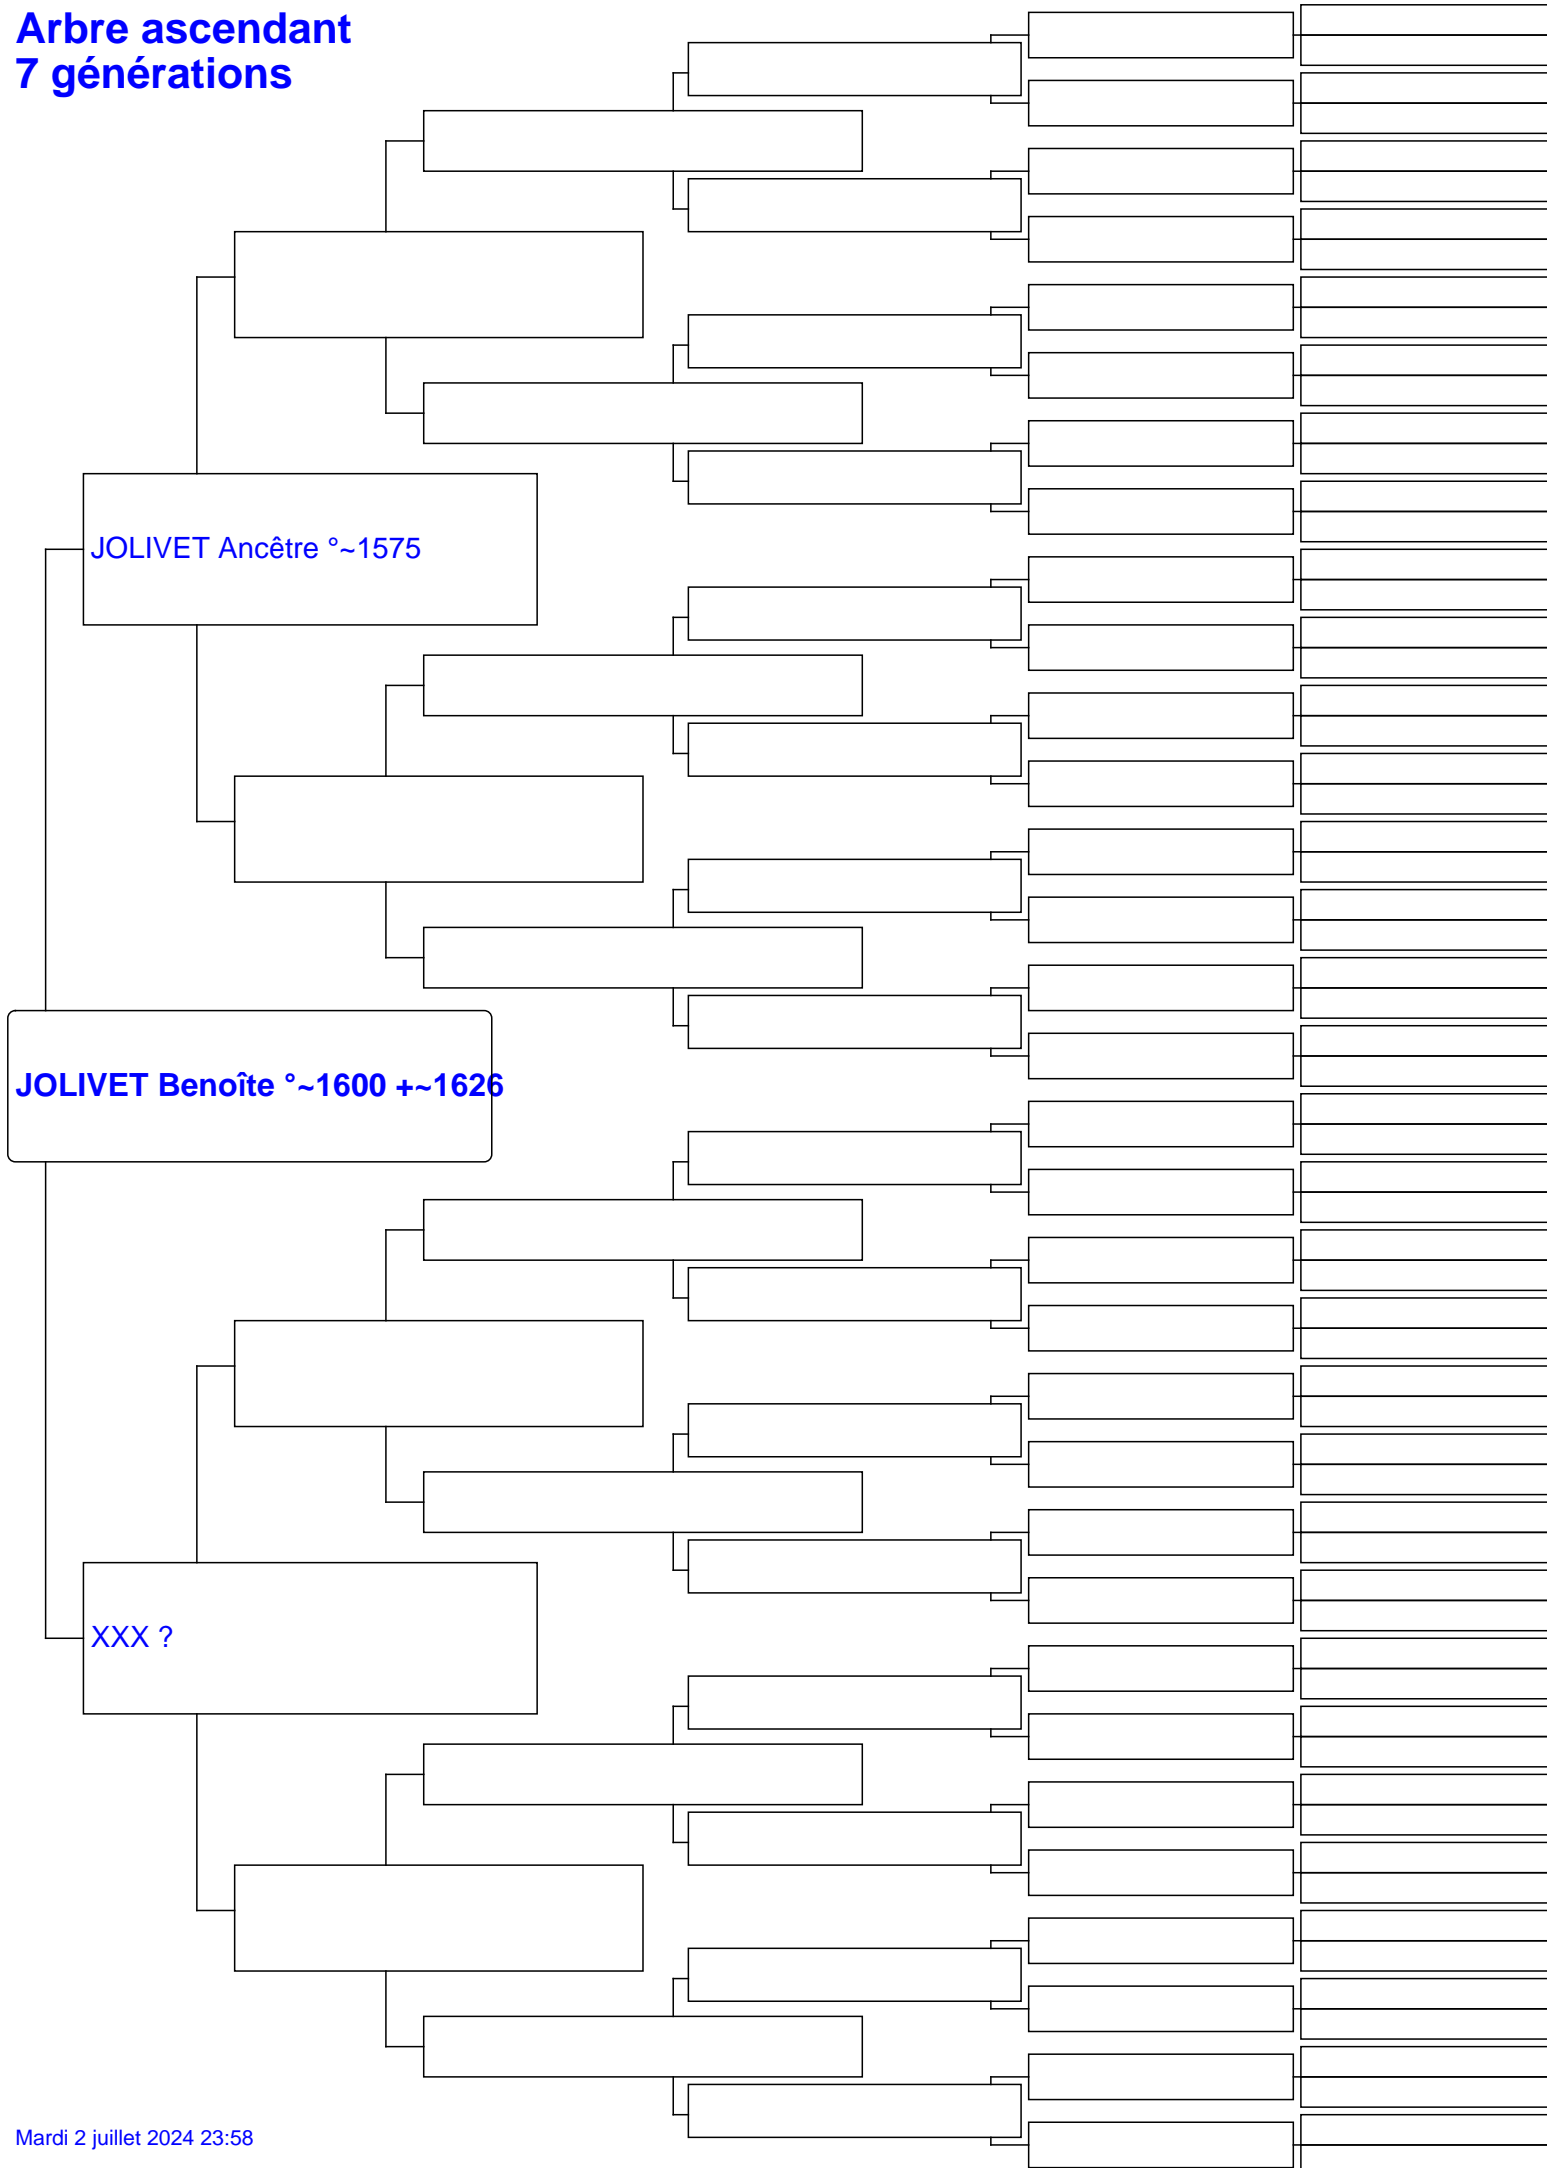 Arbre ascendant
7 générations
JOLIVET Ancêtre °~1575
JOLIVET Benoîte °~1600 +~1626
XXX ?
Mardi 2 juillet 2024 23:58